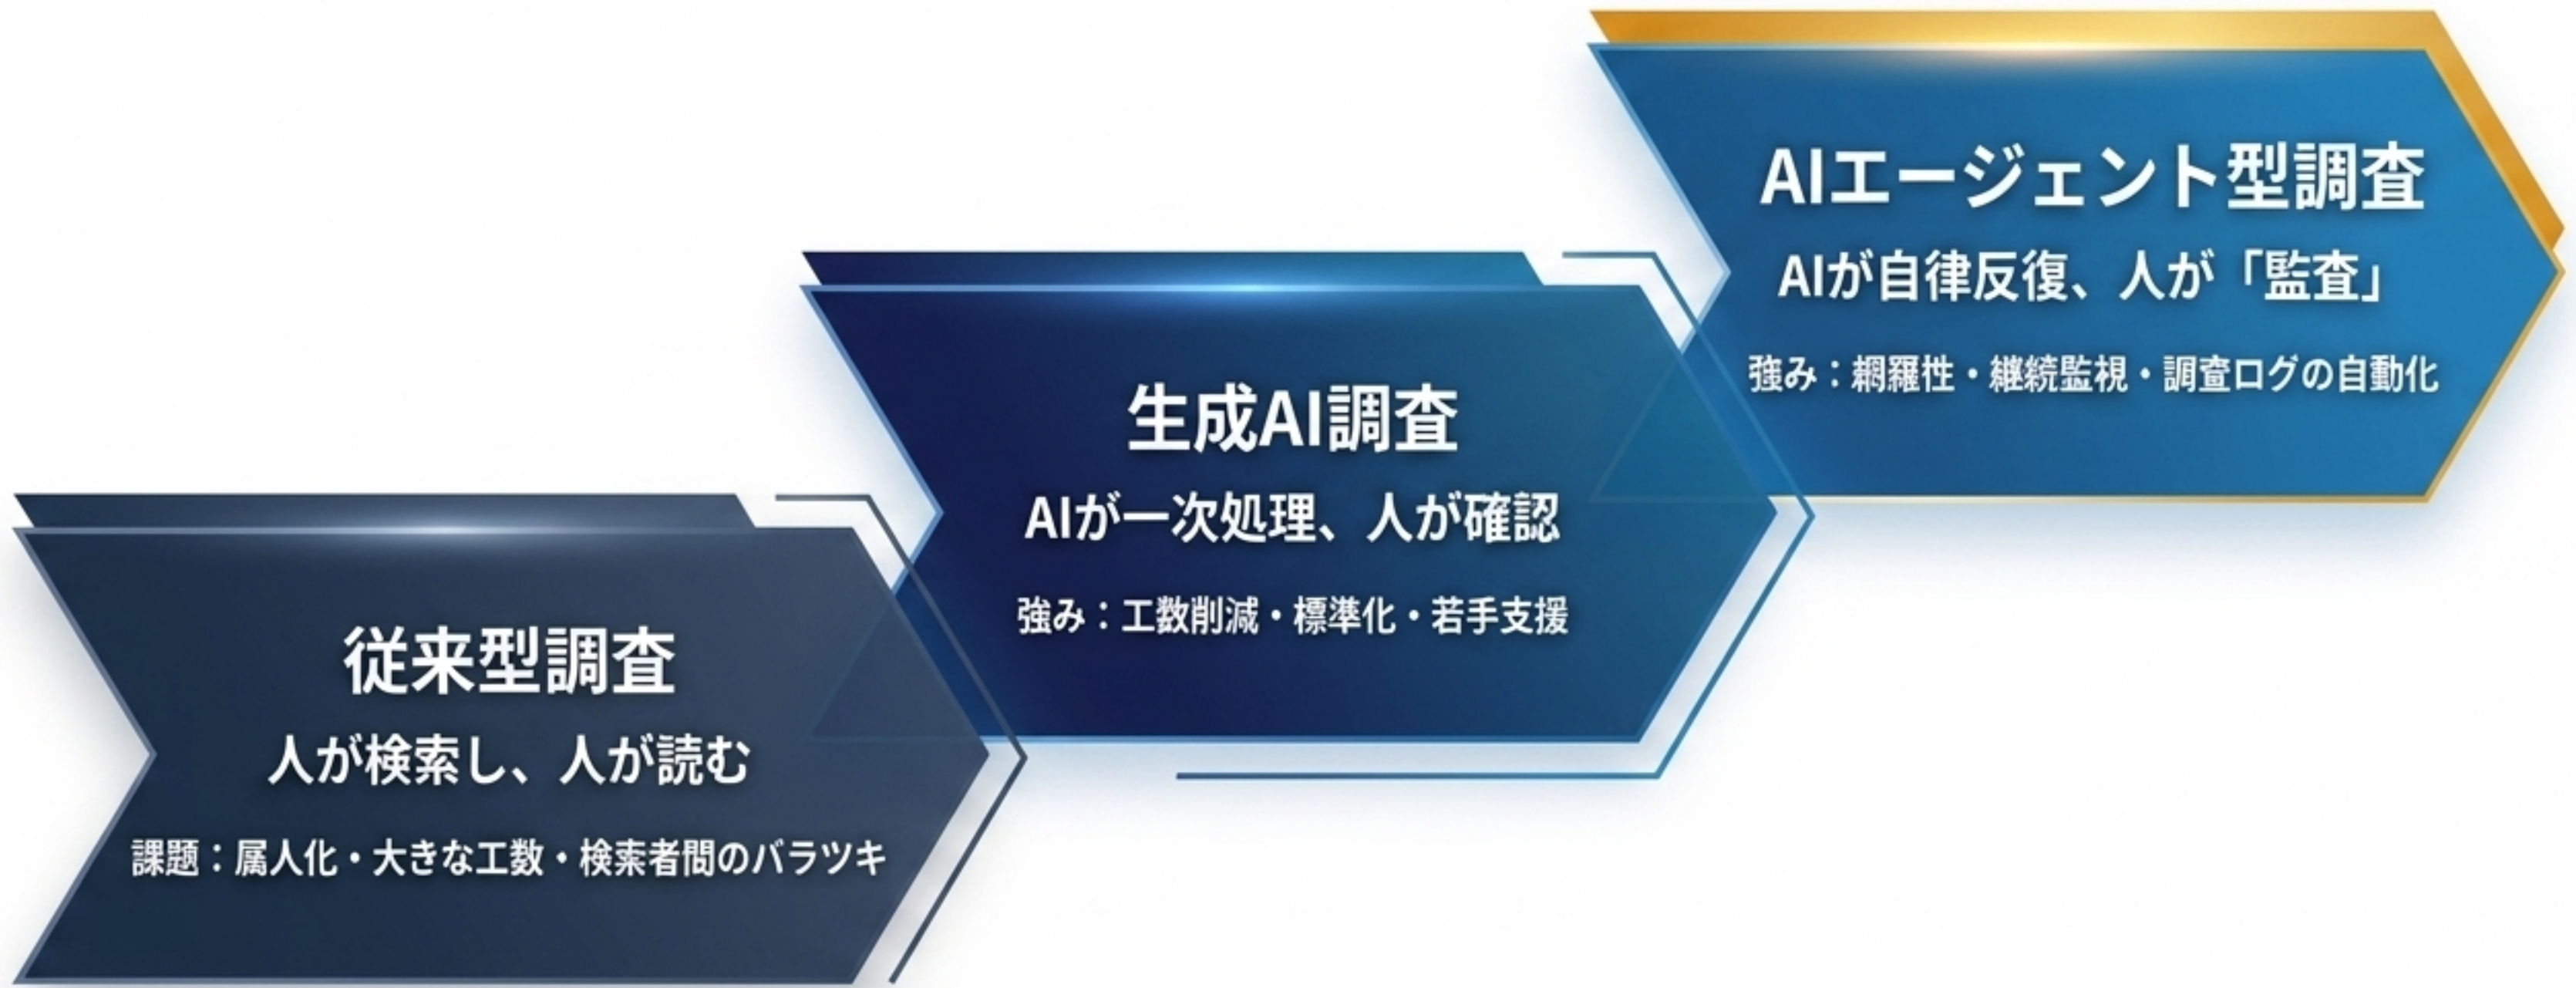 従来型調査
人が検索し、人が読む
課題：属人化・大きな工数・検索者間のバラツキ
生成AI調査
AIが一次処理、人が確認
強み：工数削減・標準化・若手支援
AIエージェント型調査
AIが自律反復、人が「監査」
強み：網羅性・継続監視・調査ログの自動化